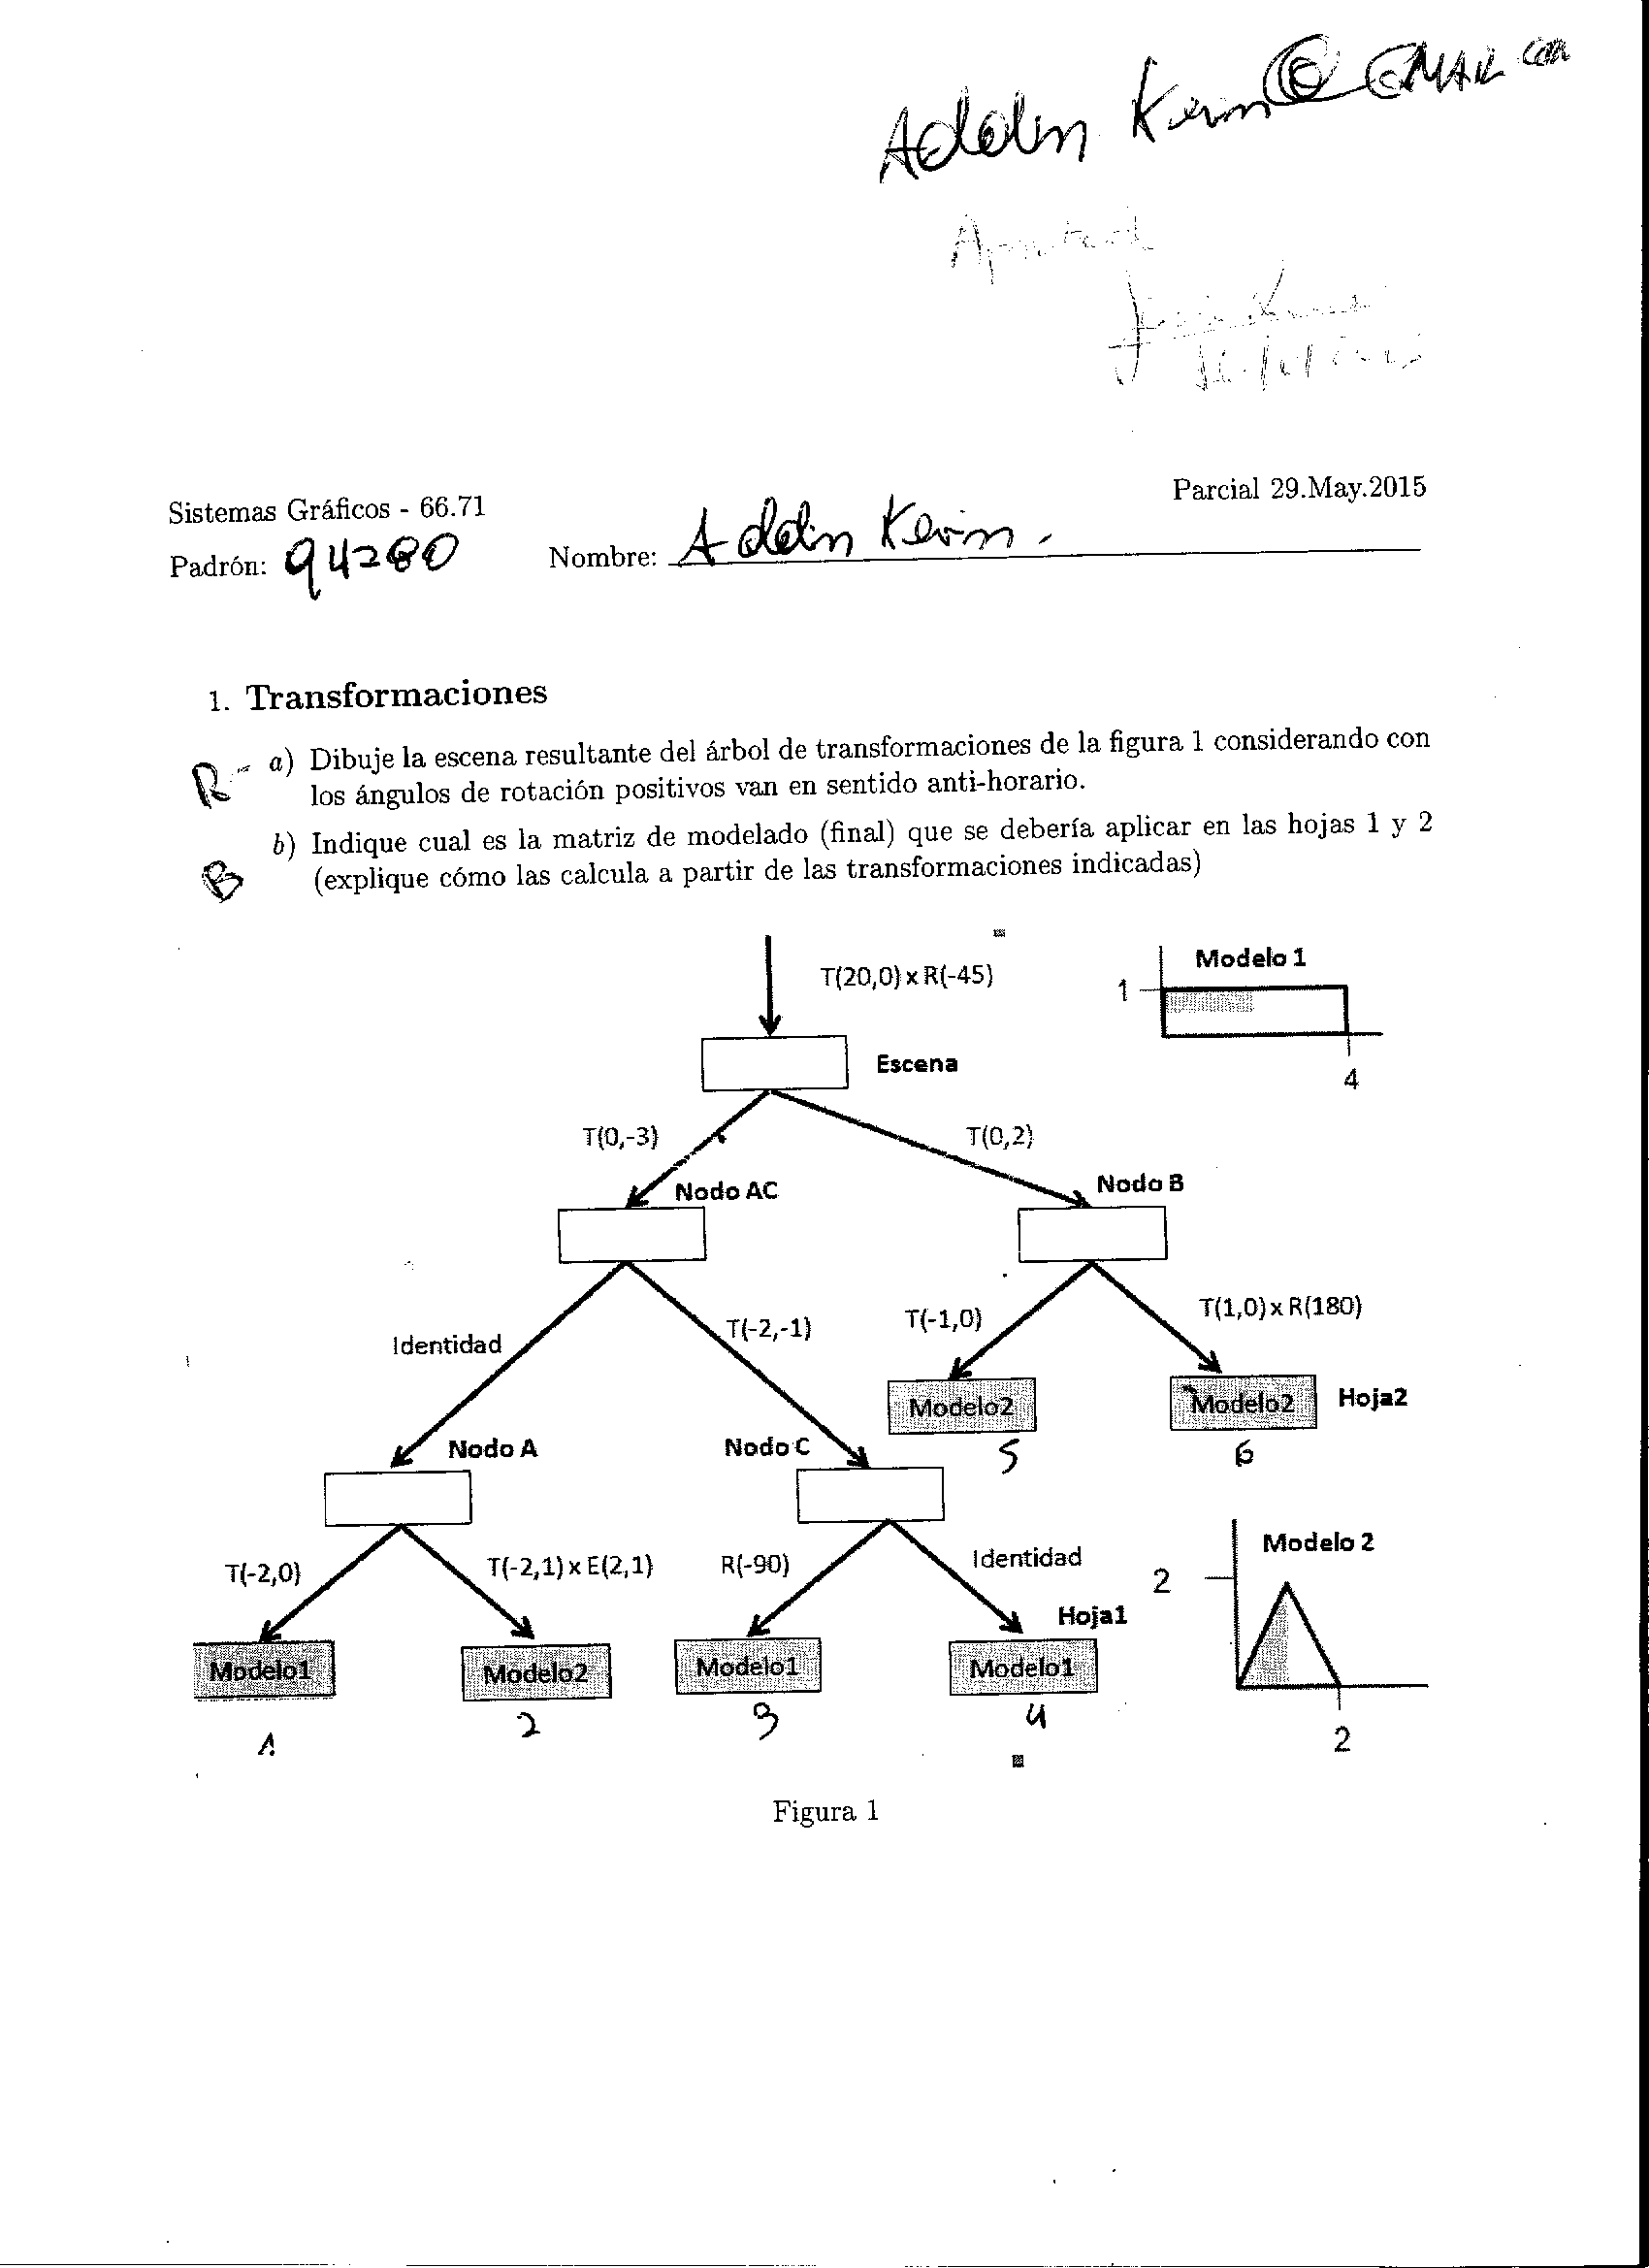 Addin Kevin@GMAIL COM
Sistemas Gráficos - 66.71
Parcial 29.May.2015
Padrón: 94280
Nombre: Addin Kevin.
1. Transformaciones
R- a) Dibuje la escena resultante del árbol de transformaciones de la figura 1 considerando con
los ángulos de rotación positivos van en sentido anti-horario.
B b) Indique cual es la matriz de modelado (final) que se debería aplicar en las hojas 1 y 2
(explique cómo las calcula a partir de las transformaciones indicadas)
T(20,0) x R(-45)
Modelo 1
1
4
Escena
T(0,-3)
T(0,2)
Nodo AC
Nodo B
Identidad
T(-2,-1)
T(-1,0)
T(1,0) x R(180)
Modelo2
Modelo2
Hoja2
5
6
Nodo A
Nodo C
T(-2,0)
T(-2,1) x E(2,1)
R(-90)
Identidad
Hoja1
Modelo 2
2
2
Modelo1
Modelo2
Modelo1
Modelo1
1
2
3
4
Figura 1